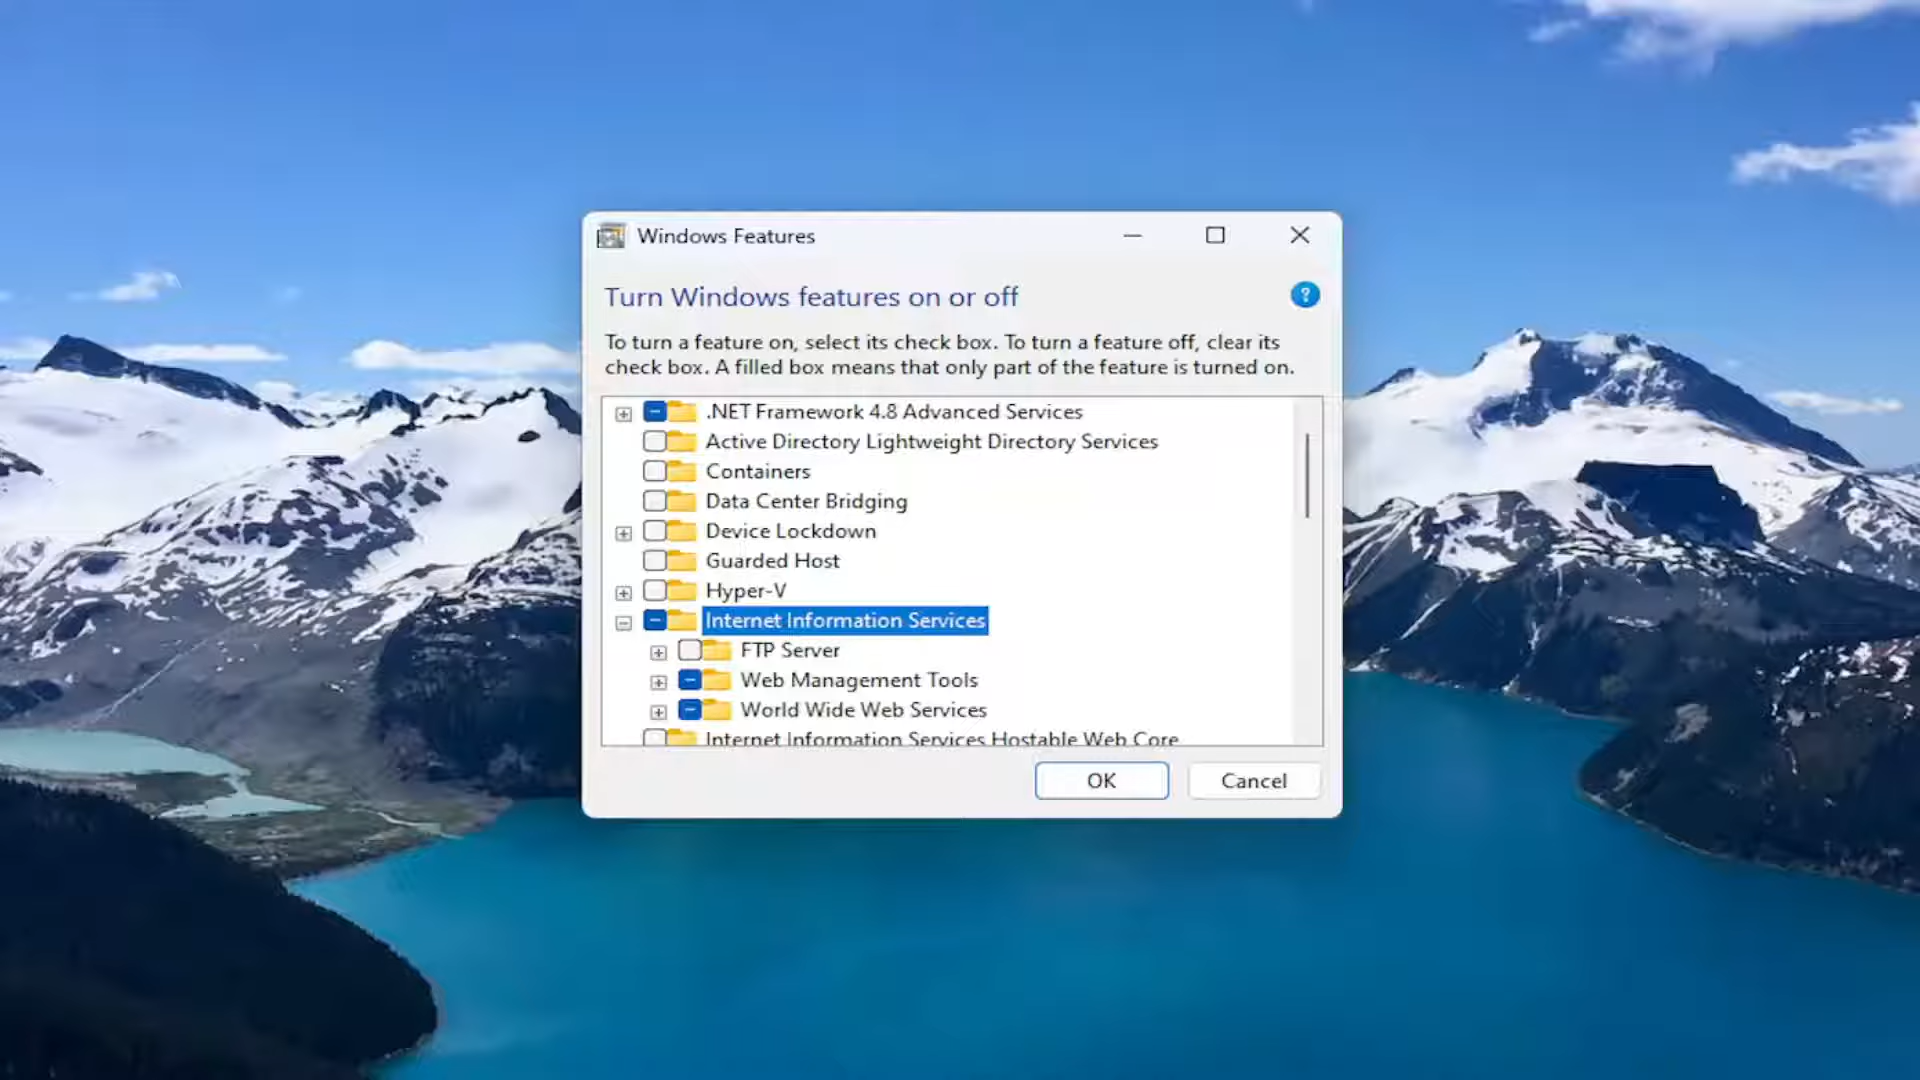 Windows Features
Turn Windows features on or off
?
To turn a feature on, select its check box. To turn a feature off, clear its
check box. A filled box means that only part of the feature is turned on.
.NET Framework 4.8 Advanced Services
Active Directory Lightweight Directory Services
Containers
Data Center Bridging
Device Lockdown
Guarded Host
Hyper-V
Internet Information Services
FTP Server
Web Management Tools
World Wide Web Services
Internet Information Services Hostable Web Core
OK
Cancel